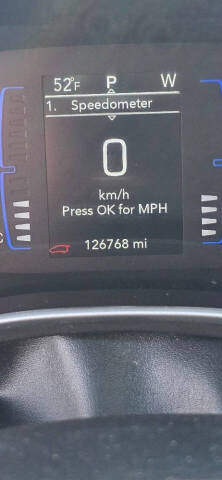 52°F P W
1. Speedometer
0
km/h
Press OK for MPH
126768 mi